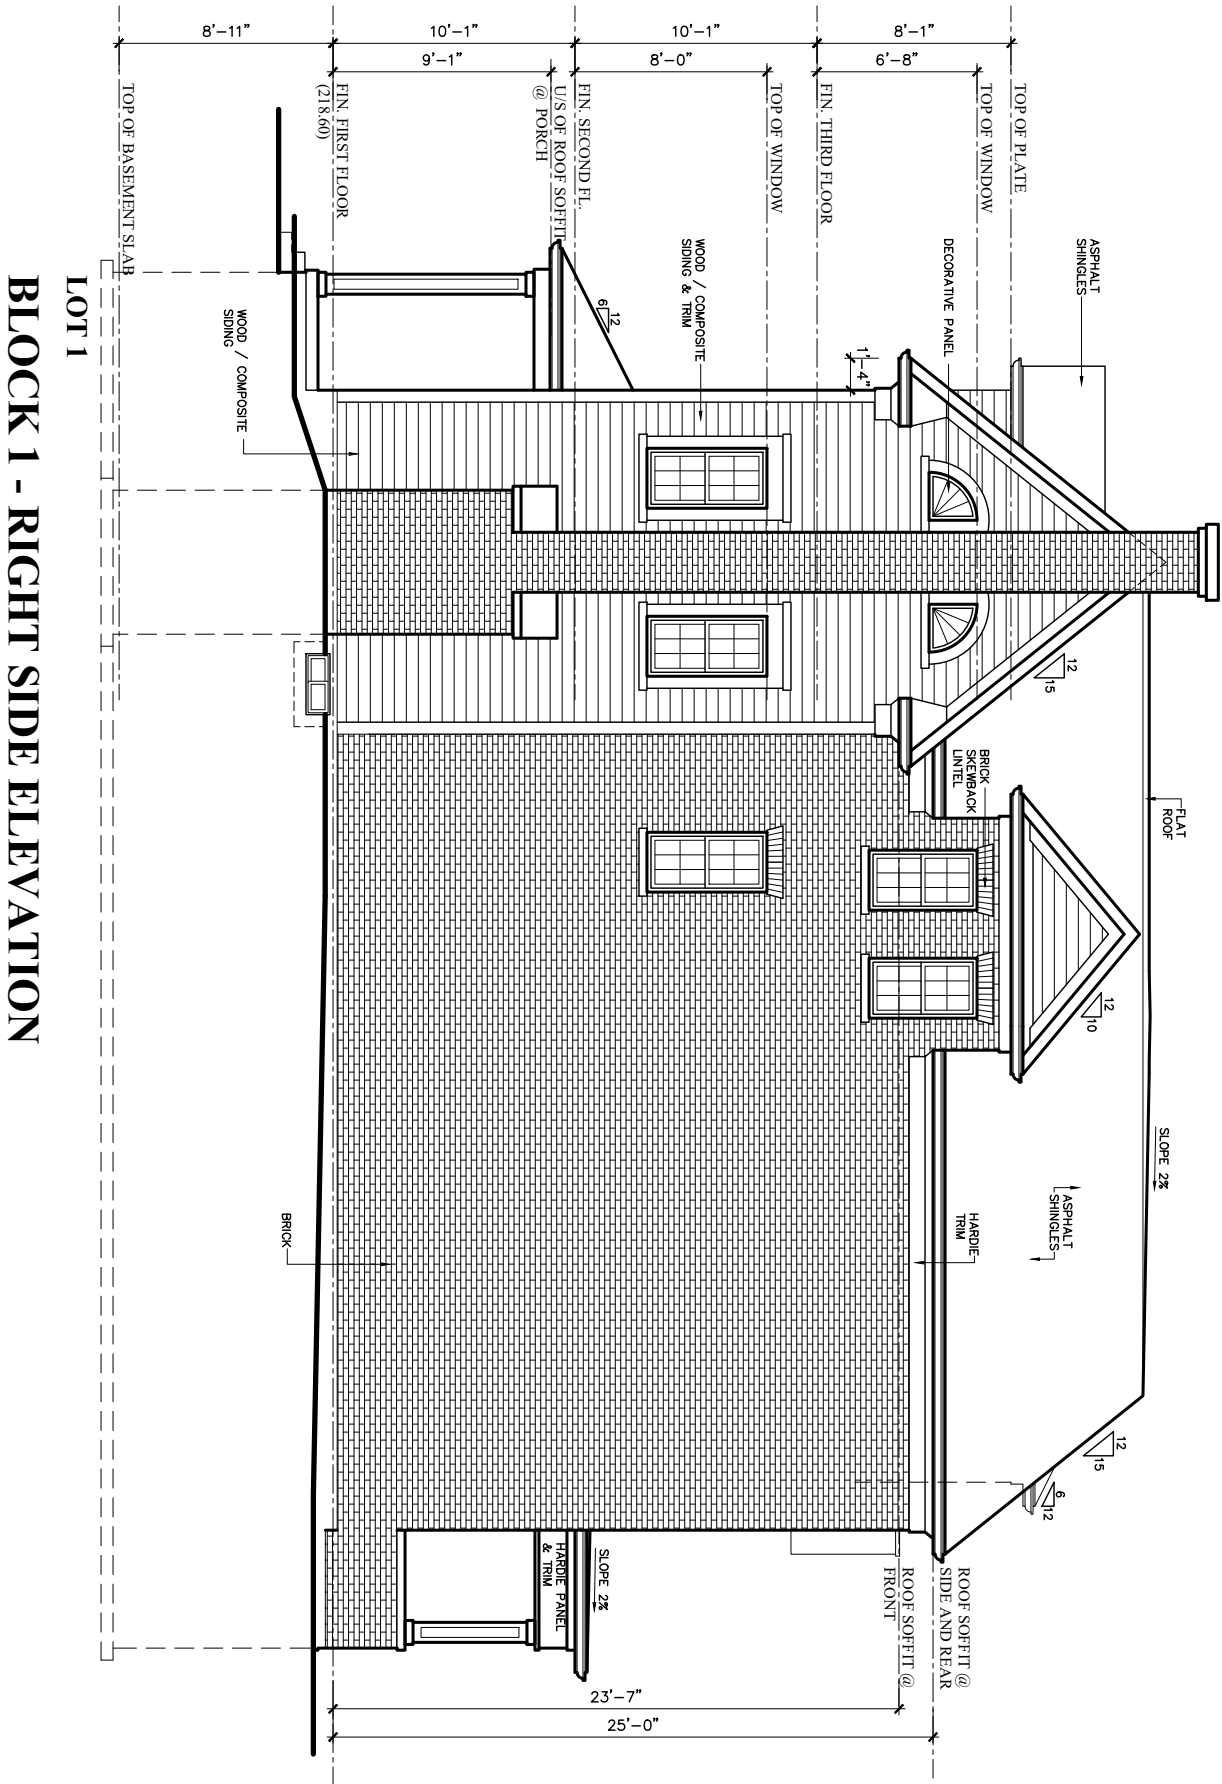 8'-11"
10'-1"
10'-1"
8'-1"
9'-1"
8'-0"
6'-8"
TOP OF BASEMENT SLAB
FIN. FIRST FLOOR
(218.60)
U/S OF ROOF SOFFIT
@ PORCH
FIN. SECOND FL.
TOP OF WINDOW
FIN. THIRD FLOOR
TOP OF WINDOW
TOP OF PLATE
ASPHALT
SHINGLES
DECORATIVE PANEL
WOOD / COMPOSITE
SIDING & TRIM
1'-4"
12
6
WOOD / COMPOSITE
SIDING
12
15
BRICK
SKEWBACK
LINTEL
FLAT
ROOF
12
10
SLOPE 2%
ASPHALT
SHINGLES
HARDIE
TRIM
BRICK
12
15
6
12
HARDIE PANEL
& TRIM
SLOPE 2%
ROOF SOFFIT @
SIDE AND REAR
ROOF SOFFIT @
FRONT
23'-7"
25'-0"
LOT 1
BLOCK 1 - RIGHT SIDE ELEVATION